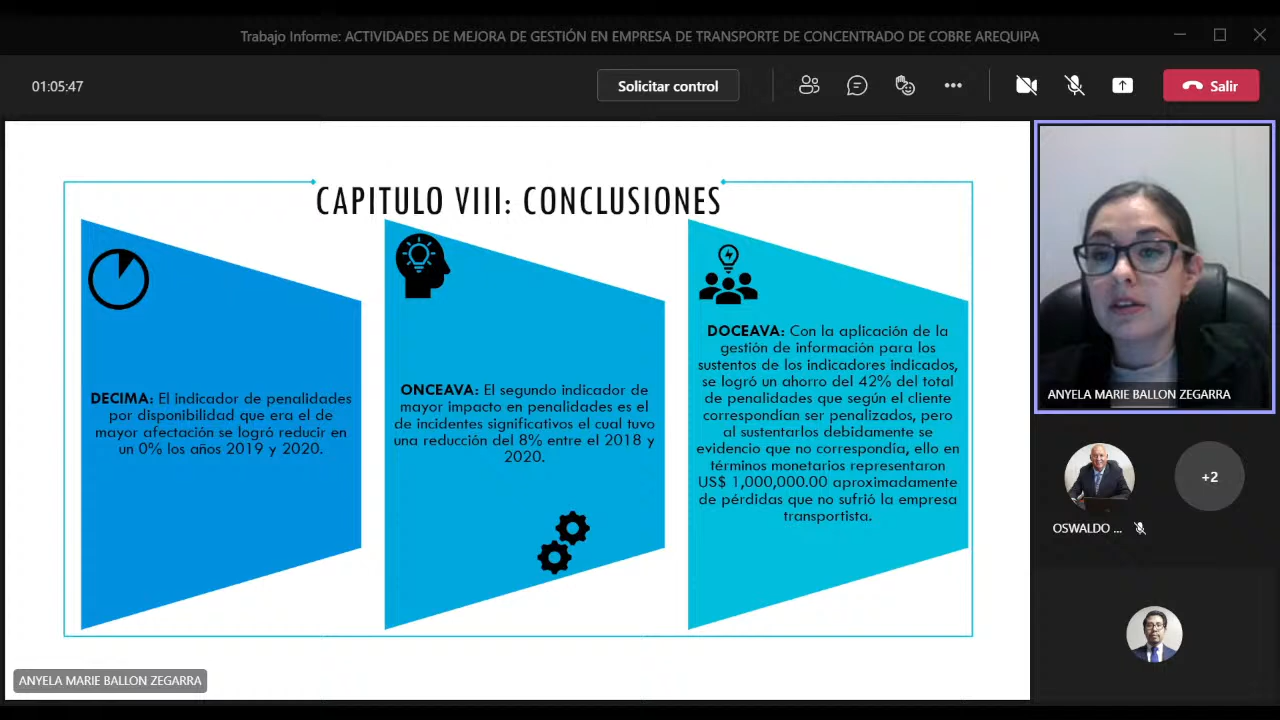 Trabajo Informe: ACTIVIDADES DE MEJORA DE GESTIÓN EN EMPRESA DE TRANSPORTE DE CONCENTRADO DE COBRE AREQUIPA
01:05:47
Solicitar control
Salir
CAPITULO VIII: CONCLUSIONES
DECIMA: El indicador de penalidades
por disponibilidad que era el de
mayor afectación se logró reducir en
un 0% los años 2019 y 2020.
ONCEAVA: El segundo indicador de
mayor impacto en penalidades es el
de incidentes significativos el cual tuvo
una reducción del 8% entre el 2018 y
2020.
DOCEAVA: Con la aplicación de la
gestión de información para los
sustentos de los indicadores indicados,
se logró un ahorro del 42% del total
de penalidades que según el cliente
correspondían ser penalizados, pero
al sustentarlos debidamente se
evidencio que no correspondía, ello en
términos monetarios representaron
US$ 1,000,000.00 aproximadamente
de pérdidas que no sufrió la empresa
transportista.
ANYELA MARIE BALLON ZEGARRA
OSWALDO ...
+2
ANYELA MARIE BALLON ZEGARRA